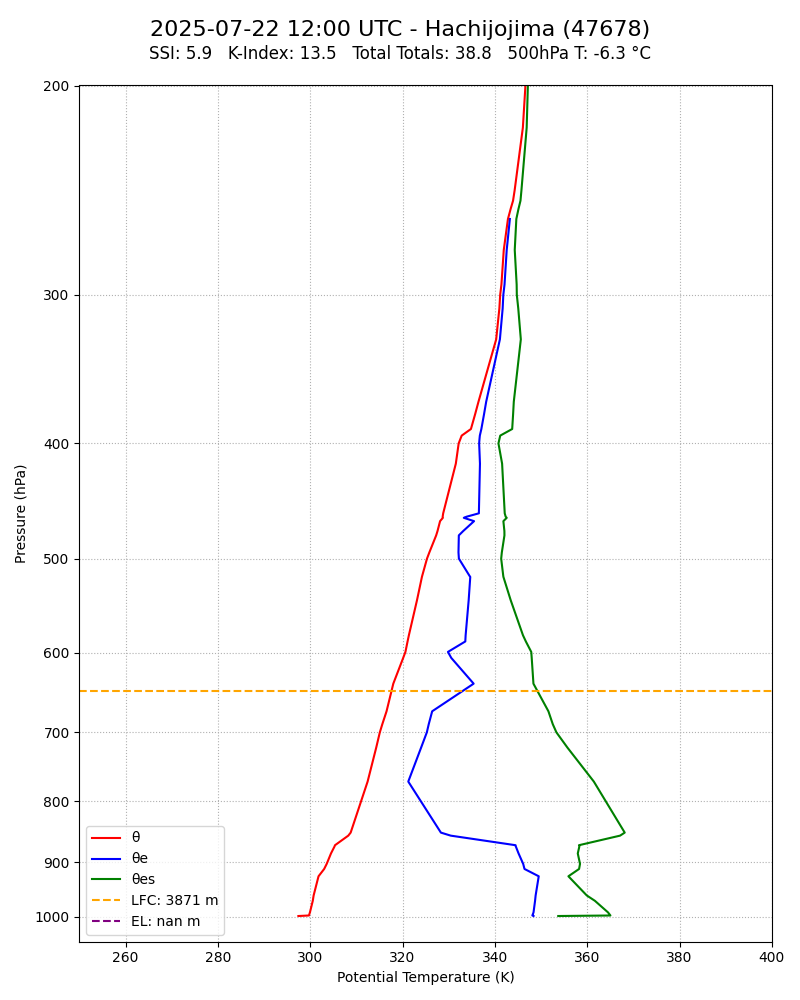 2025-07-22 12:00 UTC - Hachijojima (47678)
SSI: 5.9   K-Index: 13.5   Total Totals: 38.8   500hPa T: -6.3 °C
200
300
400
500
600
700
800
900
1000
Pressure (hPa)
θ
θe
θes
LFC: 3871 m
EL: nan m
260 280 300 320 340 360 380 400
Potential Temperature (K)